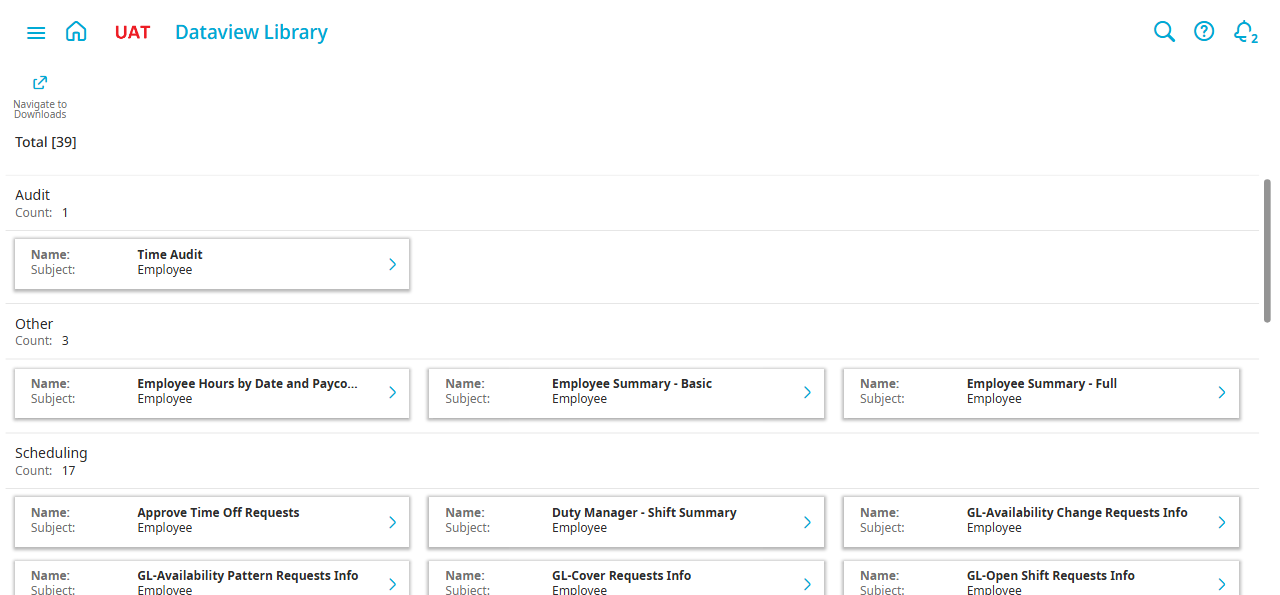 UAT Dataview Library
2
Navigate to
Downloads
Total [39]
Audit
Count: 1
Name: Time Audit
Subject: Employee
Other
Count: 3
Name: Employee Hours by Date and Payco...
Subject: Employee
Name: Employee Summary - Basic
Subject: Employee
Name: Employee Summary - Full
Subject: Employee
Scheduling
Count: 17
Name: Approve Time Off Requests
Subject: Employee
Name: Duty Manager - Shift Summary
Subject: Employee
Name: GL-Availability Change Requests Info
Subject: Employee
Name: GL-Availability Pattern Requests Info
Subject: Employee
Name: GL-Cover Requests Info
Subject: Employee
Name: GL-Open Shift Requests Info
Subject: Employee